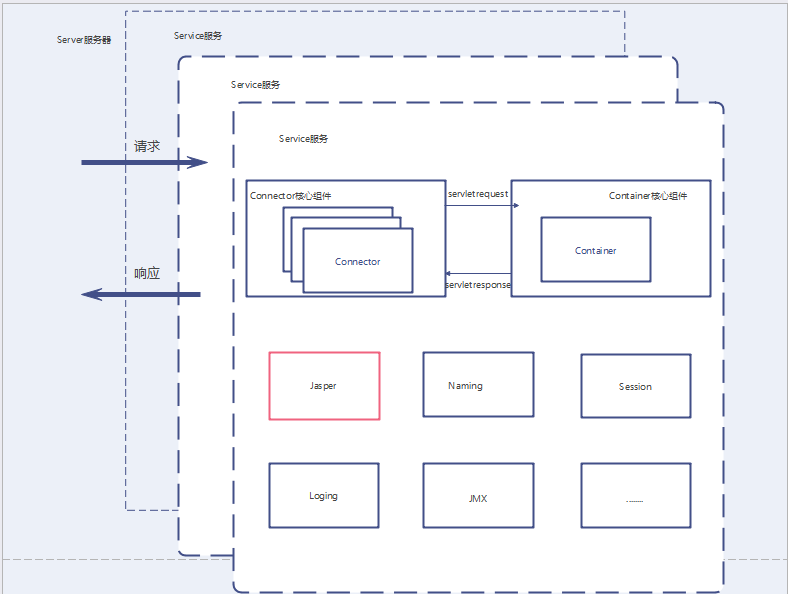 Server服务器
Service服务
Service服务
Service服务
请求
响应
Connector核心组件
Connector
servletrequest
servletresponse
Container核心组件
Container
Jasper
Naming
Session
Loging
JMX
........